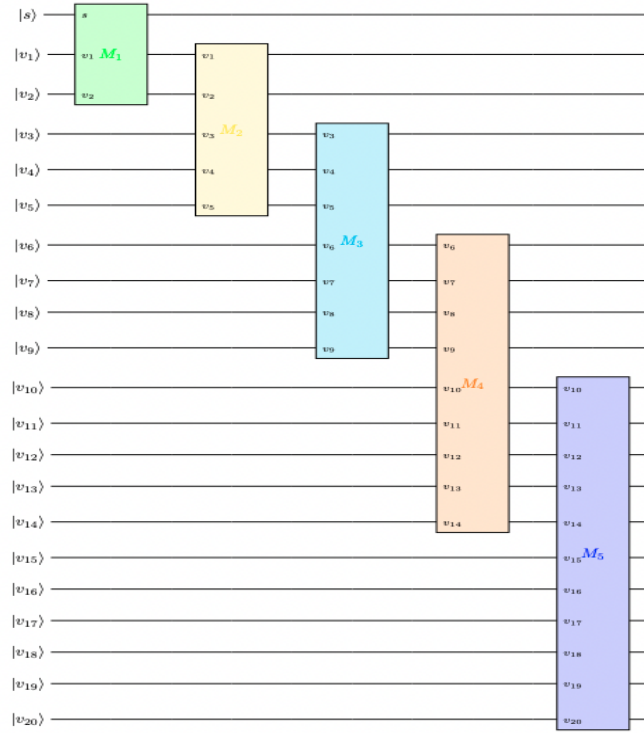 |s⟩ s
|v₁⟩ v₁ M₁ v₁
|v₂⟩ v₂ v₂
|v₃⟩ v₃ M₂ v₃
|v₄⟩ v₄ v₄
|v₅⟩ v₅ v₅
|v₆⟩ v₆ M₃ v₆
|v₇⟩ v₇ v₇
|v₈⟩ v₈ v₈
|v₉⟩ v₉ v₉
|v₁₀⟩ v₁₀ M₄ v₁₀
|v₁₁⟩ v₁₁ v₁₁
|v₁₂⟩ v₁₂ v₁₂
|v₁₃⟩ v₁₃ v₁₃
|v₁₄⟩ v₁₄ v₁₄
|v₁₅⟩ v₁₅ M₅
|v₁₆⟩ v₁₆
|v₁₇⟩ v₁₇
|v₁₈⟩ v₁₈
|v₁₉⟩ v₁₉
|v₂₀⟩ v₂₀